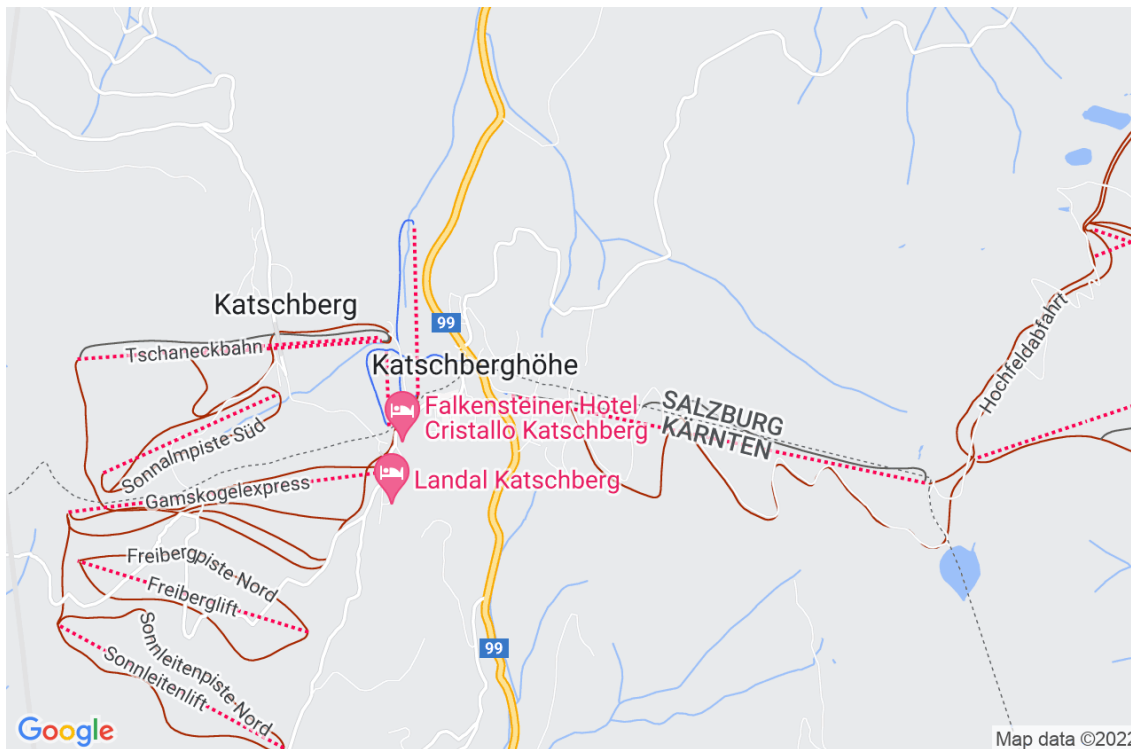 Katschberg
99
Tschaneckbahn
Katschberghöhe
Hochfeldabfahrt
Falkensteiner Hotel
Cristallo Katschberg
SALZBURG
KÄRNTEN
Sonnalmpiste Süd
Gamskogelexpress
Landal Katschberg
Freibergpiste Nord
Freiberglift
Sonnleitenpiste Nord
Sonnleitenlift
99
Google
Map data ©2022